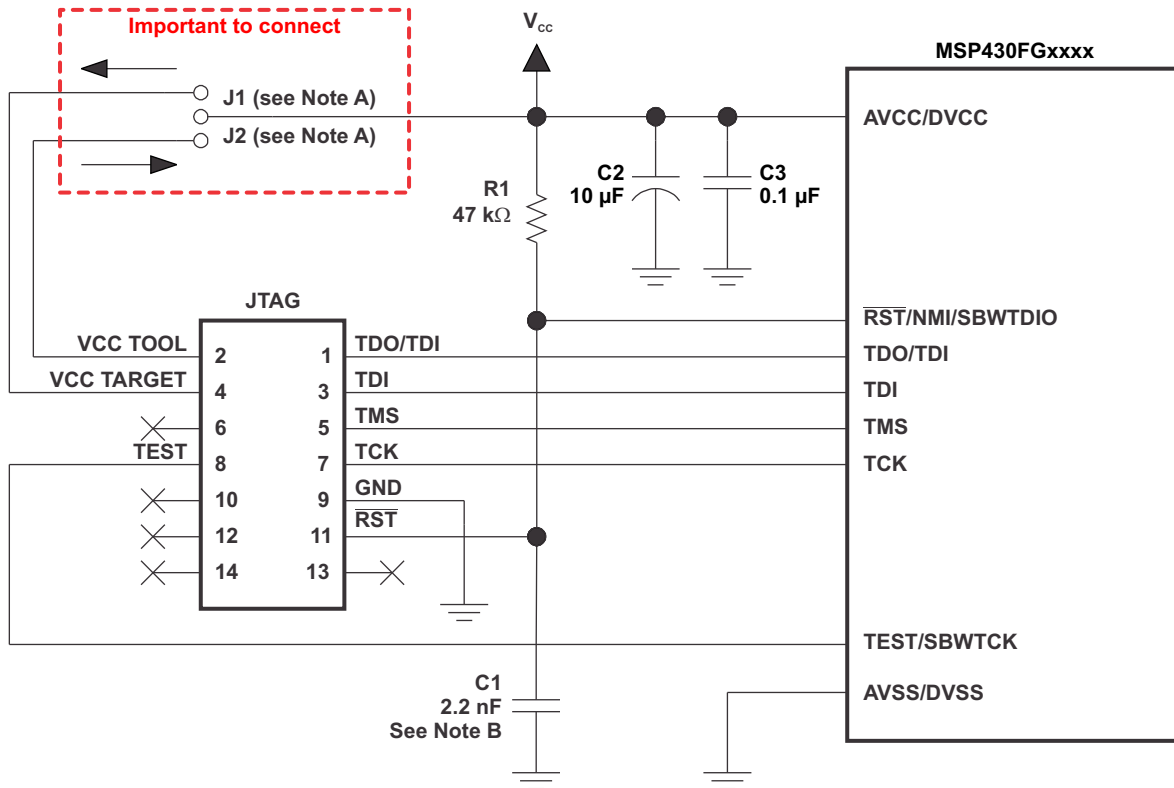 Important to connect
Vcc
MSP430FGxxxx
J1 (see Note A)
J2 (see Note A)
AVCC/DVCC
C2
10 µF
C3
0.1 µF
R1
47 kΩ
JTAG
RST/NMI/SBWTDIO
VCC TOOL
2
1
TDO/TDI
TDO/TDI
VCC TARGET
4
3
TDI
TDI
6
5
TMS
TMS
TEST
8
7
TCK
TCK
10
9
GND
12
11
RST
14
13
TEST/SBWTCK
C1
2.2 nF
See Note B
AVSS/DVSS